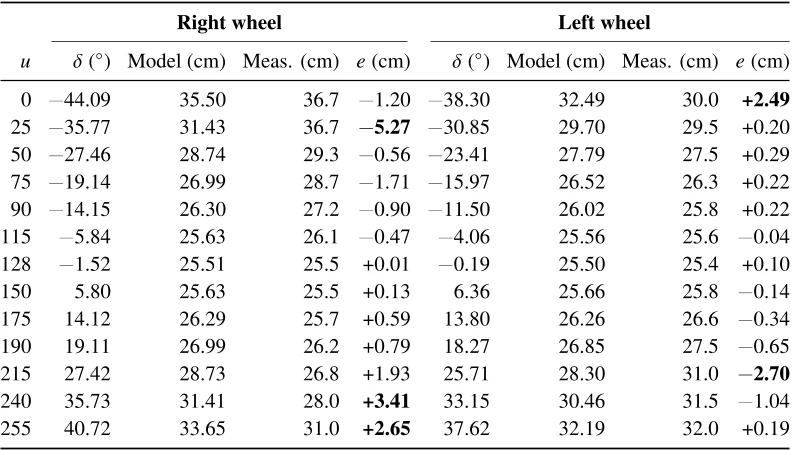 Right wheel Left wheel
u δ (°) Model (cm) Meas. (cm) e (cm) δ (°) Model (cm) Meas. (cm) e (cm)
0 −44.09 35.50 36.7 −1.20 −38.30 32.49 30.0 +2.49
25 −35.77 31.43 36.7 −5.27 −30.85 29.70 29.5 +0.20
50 −27.46 28.74 29.3 −0.56 −23.41 27.79 27.5 +0.29
75 −19.14 26.99 28.7 −1.71 −15.97 26.52 26.3 +0.22
90 −14.15 26.30 27.2 −0.90 −11.50 26.02 25.8 +0.22
115 −5.84 25.63 26.1 −0.47 −4.06 25.56 25.6 −0.04
128 −1.52 25.51 25.5 +0.01 −0.19 25.50 25.4 +0.10
150 5.80 25.63 25.5 +0.13 6.36 25.66 25.8 −0.14
175 14.12 26.29 25.7 +0.59 13.80 26.26 26.6 −0.34
190 19.11 26.99 26.2 +0.79 18.27 26.85 27.5 −0.65
215 27.42 28.73 26.8 +1.93 25.71 28.30 31.0 −2.70
240 35.73 31.41 28.0 +3.41 33.15 30.46 31.5 −1.04
255 40.72 33.65 31.0 +2.65 37.62 32.19 32.0 +0.19